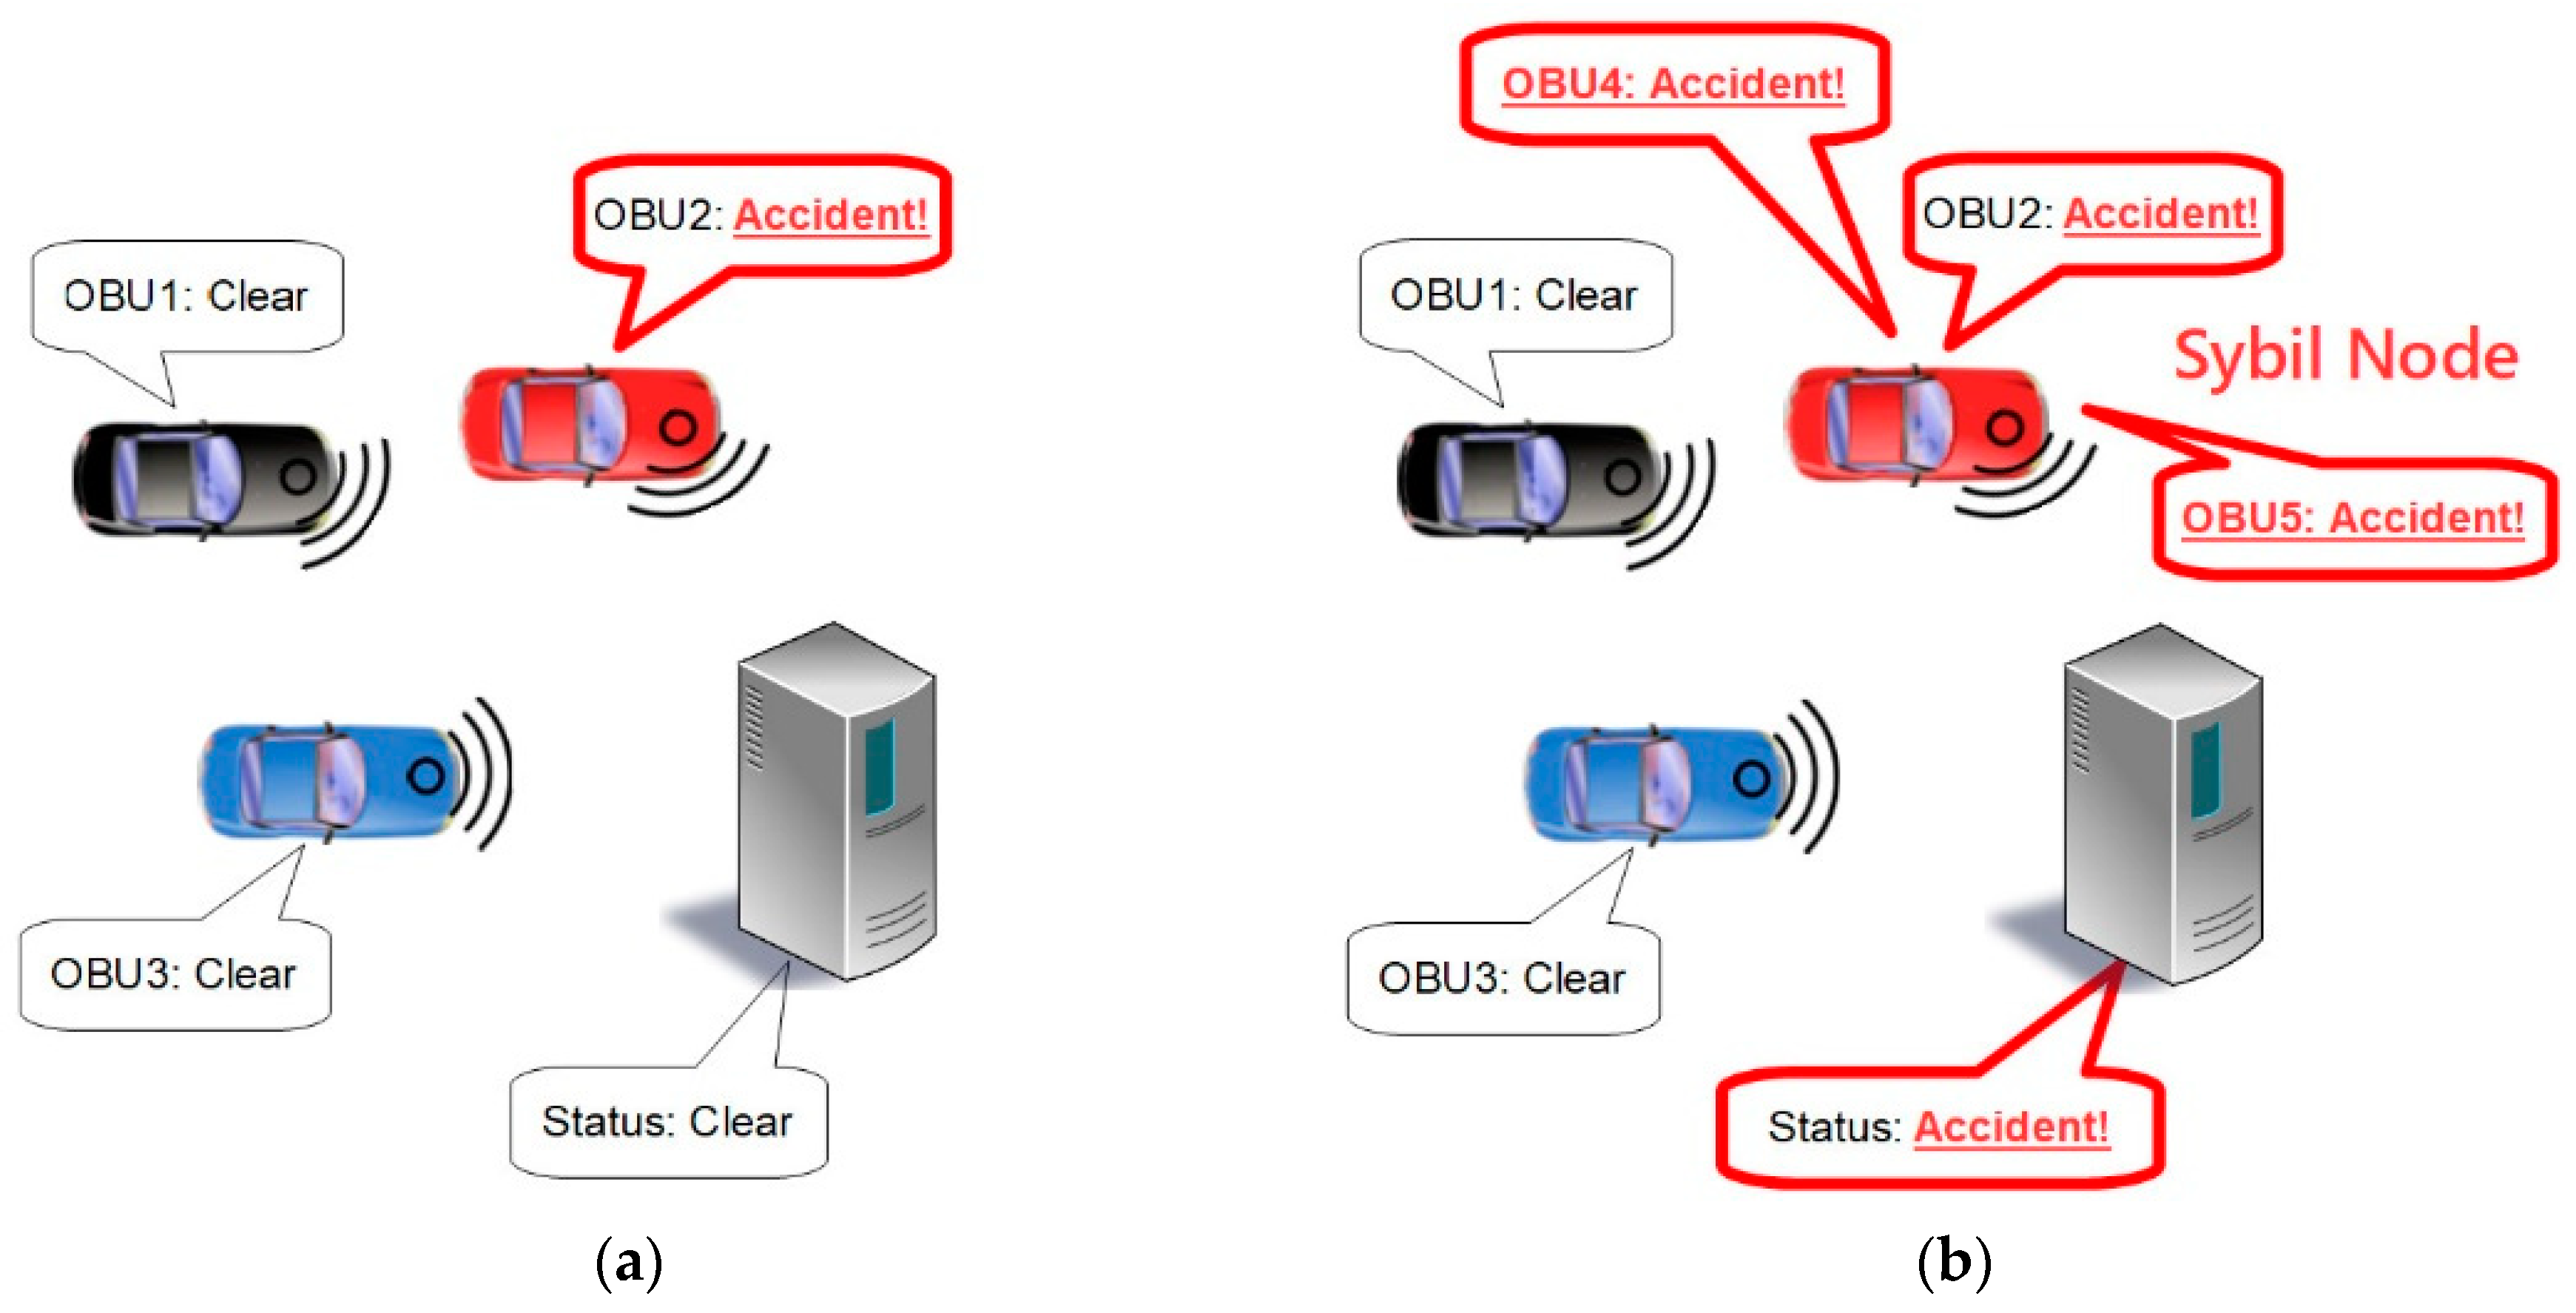 OBU2: Accident!
OBU1: Clear
OBU3: Clear
Status: Clear
(a)
OBU4: Accident!
OBU2: Accident!
OBU1: Clear
Sybil Node
OBU5: Accident!
OBU3: Clear
Status: Accident!
(b)